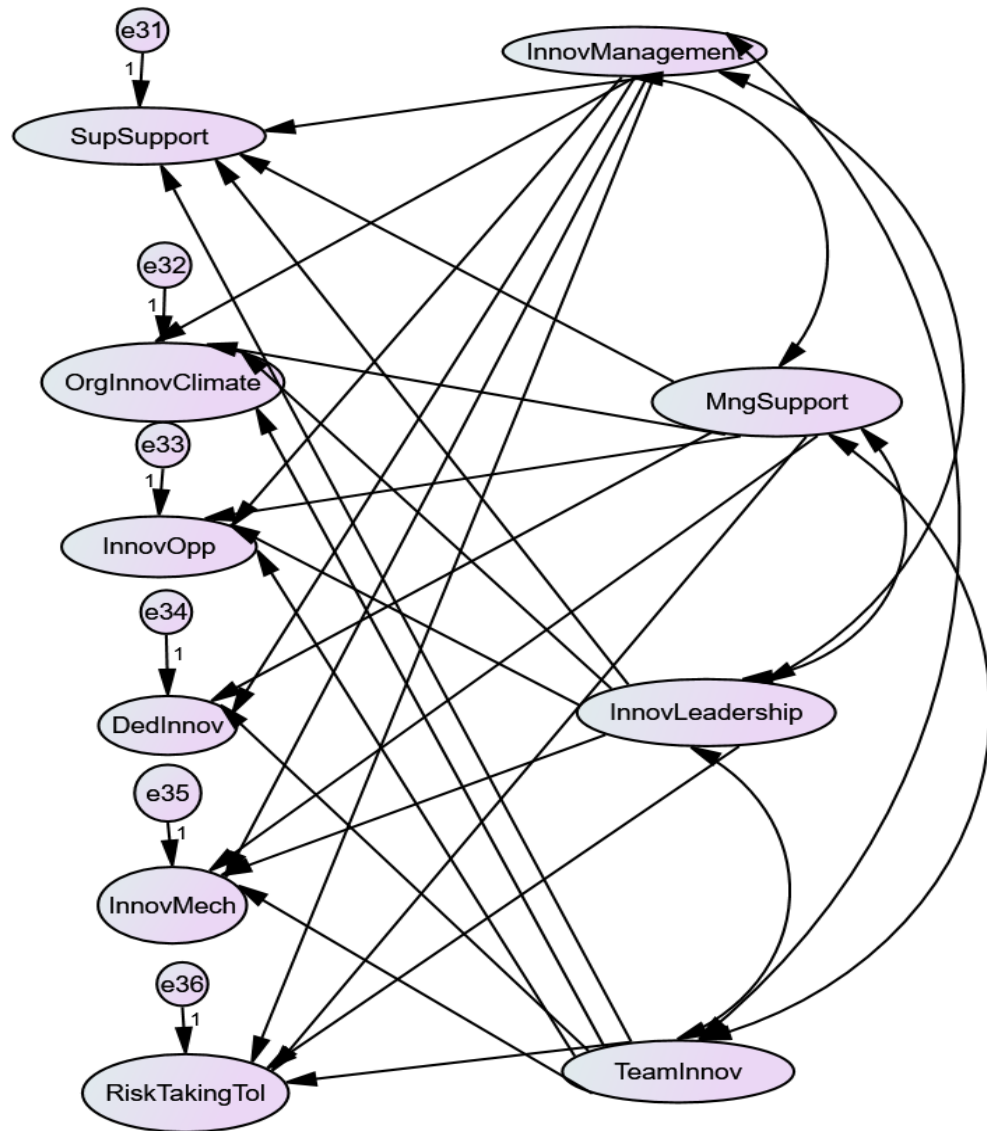 e31
1
InnovManagement
SupSupport
e32
1
OrgInnovClimate
MngSupport
e33
1
InnovOpp
e34
1
InnovLeadership
DedInnov
e35
1
InnovMech
e36
1
TeamInnov
RiskTakingTol